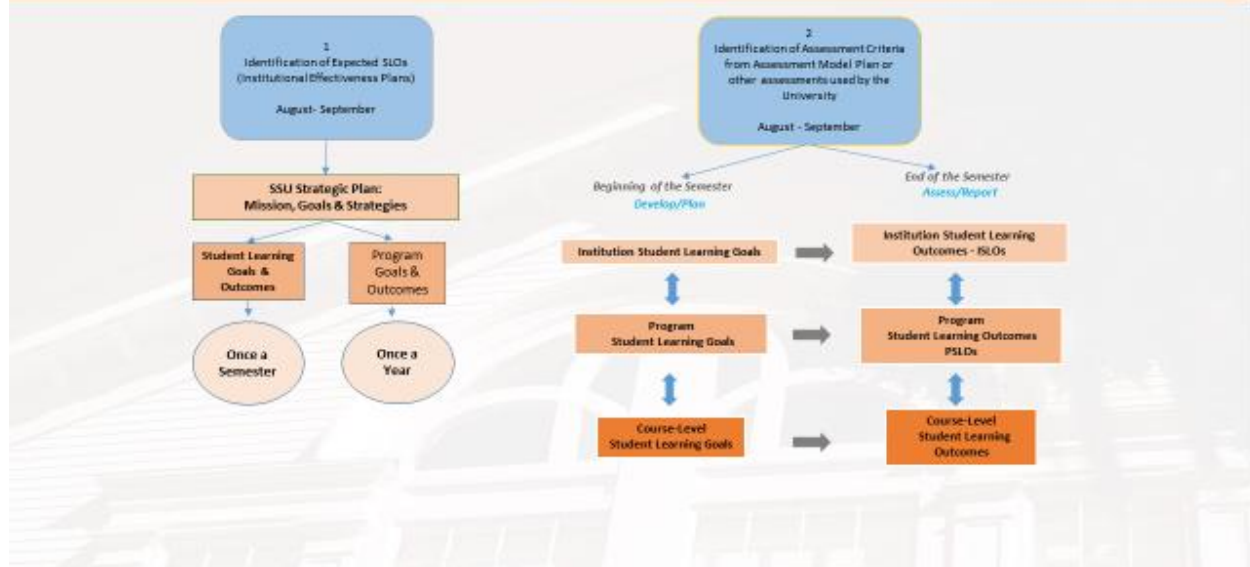 1
Identification of Expected SLOs
(Institutional Effectiveness Plans)
August- September
SSU Strategic Plan:
Mission, Goals & Strategies
Student Learning
Goals &
Outcomes
Program
Goals &
Outcomes
Once a
Semester
Once a
Year
2
Identification of Assessment Criteria
from Assessment Model Plan or
other assessments used by the
University
August - September
Beginning of the Semester
Develop/Plan
End of the Semester
Assess/Report
Institution Student Learning Goals
Institution Student Learning
Outcomes - ISLOs
Program
Student Learning Goals
Program
Student Learning Outcomes
PSLOs
Course-Level
Student Learning Goals
Course-Level
Student Learning
Outcomes